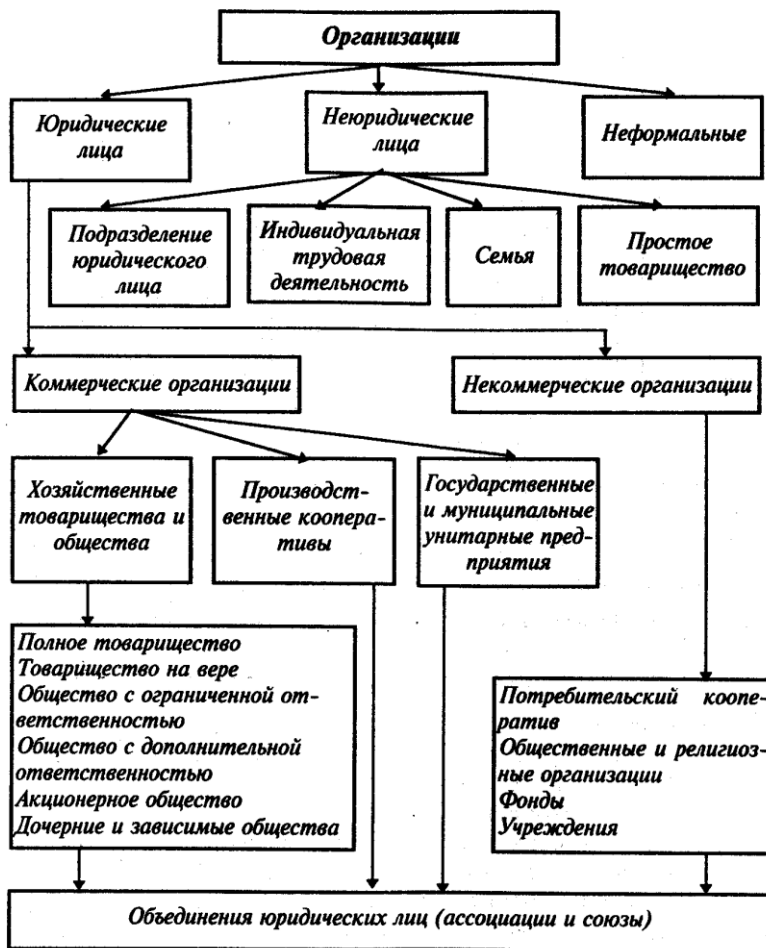 Организации
Юридические
лица
Неюридические
лица
Неформальные
Подразделение
юридического
лица
Индивидуальная
трудовая
деятельность
Семья
Простое
товарищество
Коммерческие организации
Некоммерческие организации
Хозяйственные
товарищества и
общества
Производст-
венные коопера-
тивы
Государственные
и муниципальные
унитарные пред-
приятия
Полное товарищество
Товарищество на вере
Общество с ограниченной от-
ветственностью
Общество с дополнительной
ответственностью
Акционерное общество
Дочерние и зависимые общества
Потребительский коопе-
ратив
Общественные и религиоз-
ные организации
Фонды
Учреждения
Объединения юридических лиц (ассоциации и союзы)